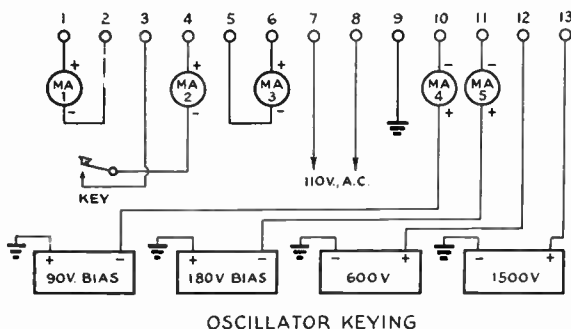 1 2 3 4 5 6 7 8 9 10 11 12 13
+ + + - -
MA 1 MA 2 MA 3 MA 4 MA 5
- - - + +
KEY
110V., A.C.
+ - + - - + - +
90V. BIAS 180V BIAS 600V 1500V
OSCILLATOR KEYING